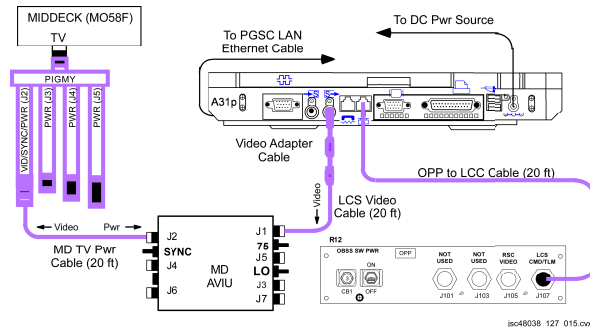 MIDDECK (MO58F)
TV
PIGMY
VID/SYNC/PWR (J2)
PWR (J3)
PWR (J4)
PWR (J5)
To PGSC LAN
Ethernet Cable
To DC Pwr Source
A31p
Video Adapter
Cable
OPP to LCC Cable (20 ft)
Video
LCS Video
Cable (20 ft)
Video
Pwr
MD TV Pwr
Cable (20 ft)
J2
SYNC
J4
J6
MD
AVIU
J1
75
J5
LO
J3
J7
R12
OBSS SW PWR
OPP
ON
OFF
3
CB1
NOT
USED
J101
NOT
USED
J103
RSC
VIDEO
J105
LCS
CMD/TLM
J107
jsc48038_127_015.cvx